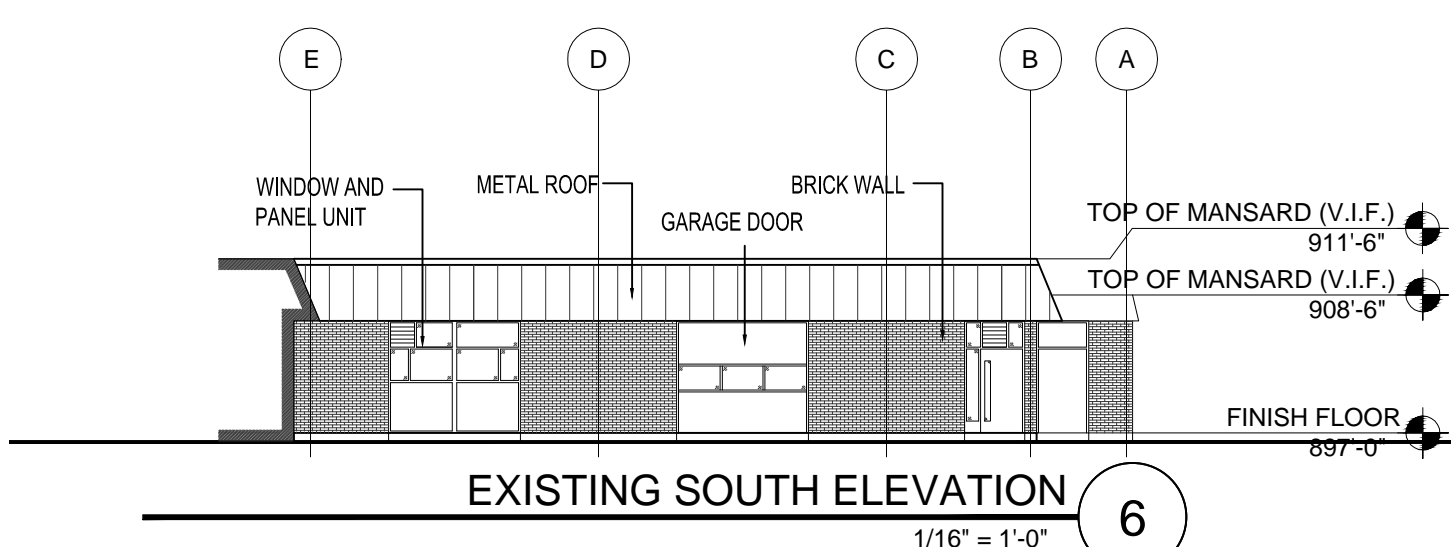 E
D
C
B
A
WINDOW AND
PANEL UNIT
METAL ROOF
GARAGE DOOR
BRICK WALL
TOP OF MANSARD (V.I.F.)
911'-6"
TOP OF MANSARD (V.I.F.)
908'-6"
FINISH FLOOR
897'-0"
EXISTING SOUTH ELEVATION
6
1/16" = 1'-0"